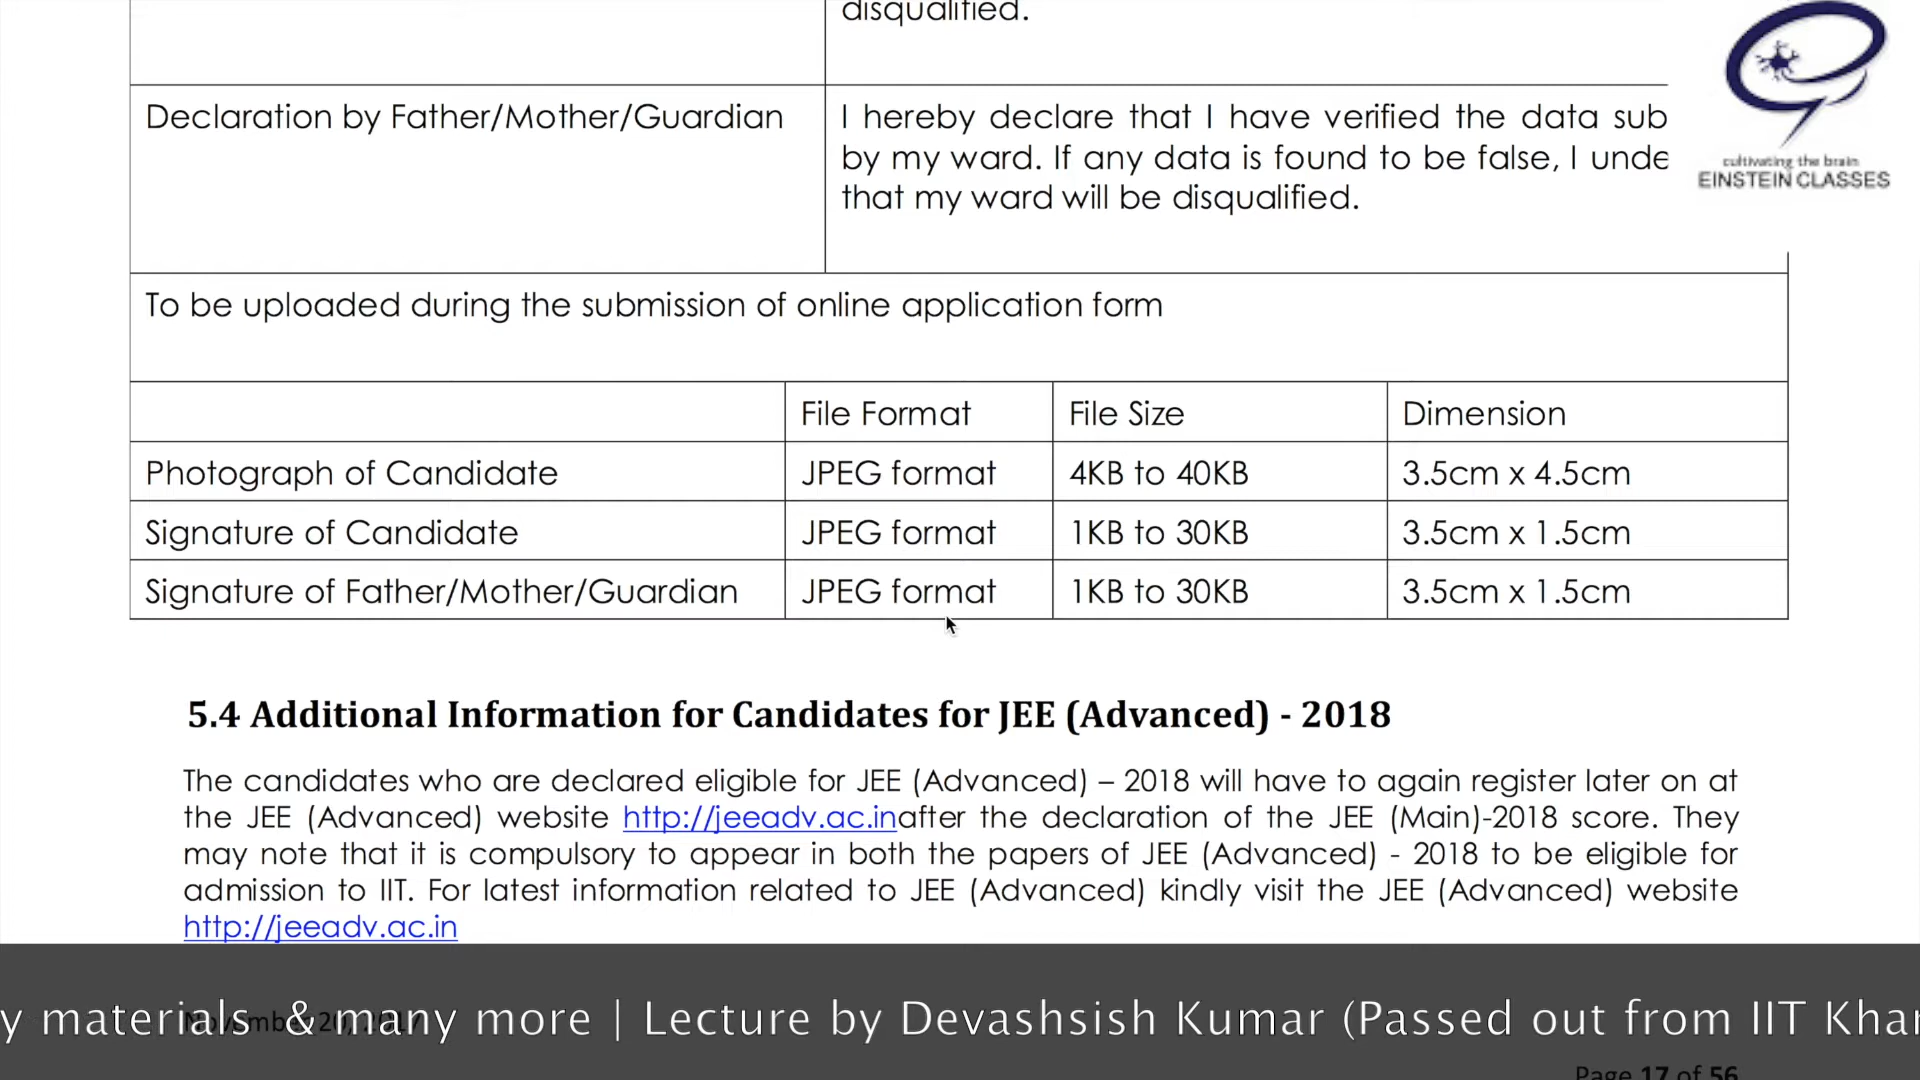 disqualified.
Declaration by Father/Mother/Guardian
I hereby declare that I have verified the data sub
by my ward. If any data is found to be false, I unde
that my ward will be disqualified.
cultivating the brain
EINSTEIN CLASSES
To be uploaded during the submission of online application form
File Format File Size Dimension
Photograph of Candidate JPEG format 4KB to 40KB 3.5cm x 4.5cm
Signature of Candidate JPEG format 1KB to 30KB 3.5cm x 1.5cm
Signature of Father/Mother/Guardian JPEG format 1KB to 30KB 3.5cm x 1.5cm
5.4 Additional Information for Candidates for JEE (Advanced) - 2018
The candidates who are declared eligible for JEE (Advanced) – 2018 will have to again register later on at
the JEE (Advanced) website http://jeeadv.ac.inafter the declaration of the JEE (Main)-2018 score. They
may note that it is compulsory to appear in both the papers of JEE (Advanced) - 2018 to be eligible for
admission to IIT. For latest information related to JEE (Advanced) kindly visit the JEE (Advanced) website
http://jeeadv.ac.in
y materials & many more | Lecture by Devashsish Kumar (Passed out from IIT Khar
Page 17 of 56